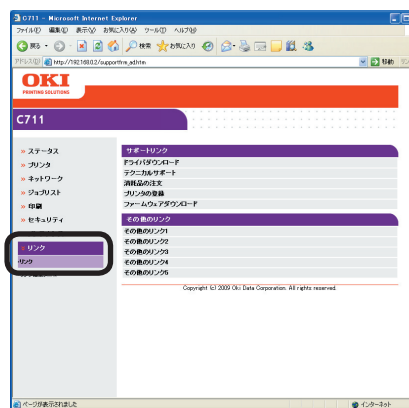 C711 - Microsoft Internet Explorer
ファイル(F) 編集(E) 表示(V) お気に入り(A) ツール(T) ヘルプ(H)
戻る 検索 お気に入り
アドレス(D) http://192.168.0.2/supportfrm_ad.htm 移動
OKI
PRINTING SOLUTIONS
C711
» ステータス
» プリンタ
» ネットワーク
» ジョブリスト
» 印刷
» セキュリティ
» リンク
-リンク
サポートリンク
ドライバダウンロード
テクニカルサポート
消耗品の注文
プリンタの登録
ファームウェアダウンロード
その他のリンク
その他のリンク1
その他のリンク2
その他のリンク3
その他のリンク4
その他のリンク5
Copyright (c) 2009 Oki Data Corporation. All rights reserved.
ページが表示されました
インターネット